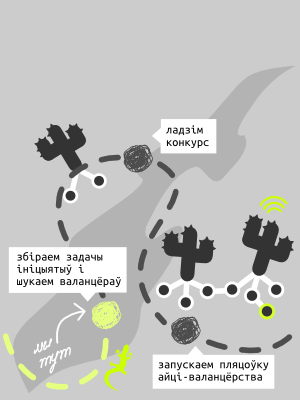 ладзім
конкурс
збіраем задачы
ініцыятыў і
шукаем валанцёраў
мы
тут
запускаем пляцоўку
айці-валанцёрства